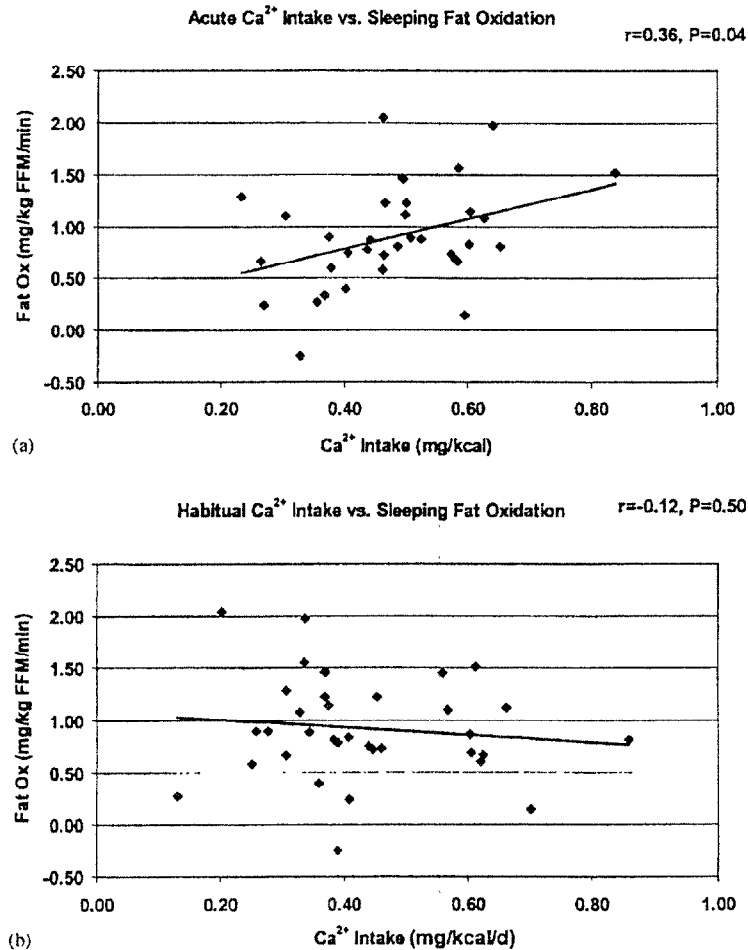 Acute Ca²⁺ Intake vs. Sleeping Fat Oxidation
r=0.36, P=0.04
2.50
2.00
1.50
1.00
0.50
0.00
-0.50
Fat Ox (mg/kg FFM/min)
0.00 0.20 0.40 0.60 0.80 1.00
Ca²⁺ Intake (mg/kcal)
(a)
Habitual Ca²⁺ Intake vs. Sleeping Fat Oxidation
r=-0.12, P=0.50
2.50
2.00
1.50
1.00
0.50
0.00
-0.50
Fat Ox (mg/kg FFM/min)
0.00 0.20 0.40 0.60 0.80 1.00
Ca²⁺ Intake (mg/kcal/d)
(b)